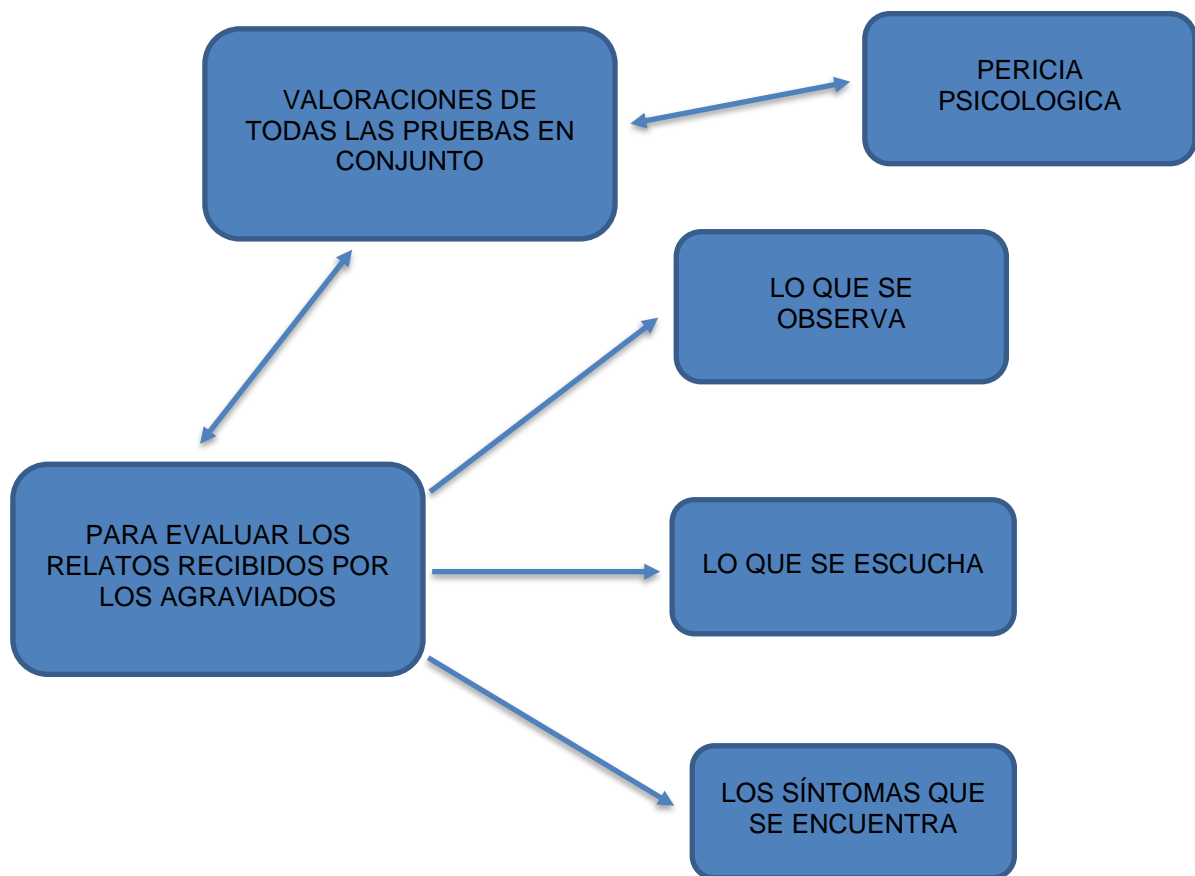 VALORACIONES DE
TODAS LAS PRUEBAS EN
CONJUNTO
PERICIA
PSICOLOGICA
LO QUE SE
OBSERVA
PARA EVALUAR LOS
RELATOS RECIBIDOS POR
LOS AGRAVIADOS
LO QUE SE ESCUCHA
LOS SÍNTOMAS QUE
SE ENCUENTRA